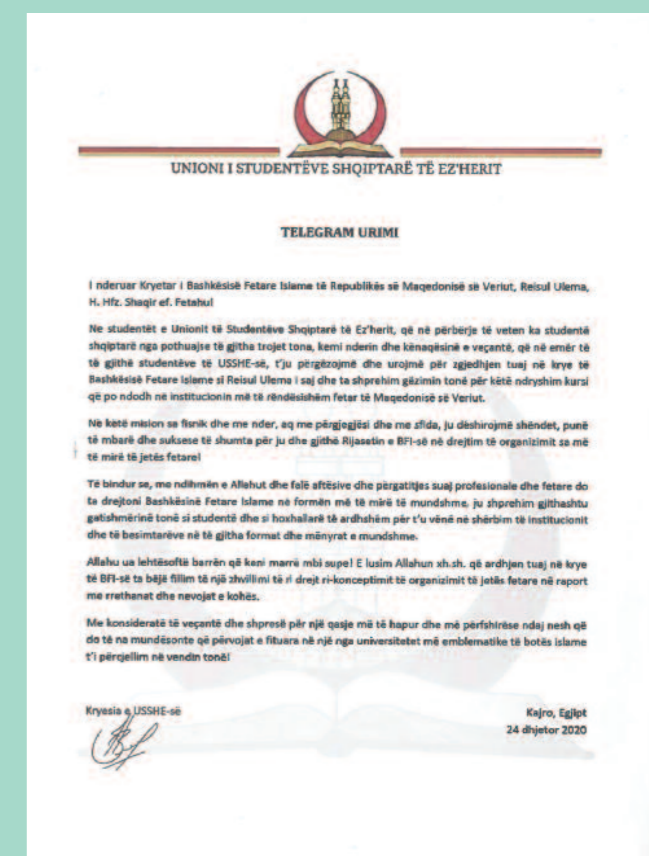 UNIONI I STUDENTËVE SHQIPTARË TË EZ'HERIT
TELEGRAM URIMI
I nderuar Kryetar i Bashkësisë Fetare Islame të Republikës së Maqedonisë së Veriut, Reisul Ulema,
H. Hfz. Shaqir ef. Fetahu!
Ne studentët e Unionit të Studentëve Shqiptarë të Ez'herit, që në përbërje të veten ka studentë
shqiptarë nga pothuajse të gjitha trojet tona, kemi nderin dhe kënaqësinë e veçantë, që në emër të
të gjithë studentëve të USSHE-së, t'ju përgëzojmë dhe urojmë për zgjedhjen tuaj në krye të
Bashkësisë Fetare Islame si Reisul Ulema i saj dhe ta shprehim gëzimin tonë për këtë ndryshim kursi
që po ndodh në institucionin më të rëndësishëm fetar të Maqedonisë së Veriut.
Në këtë mision sa fisnik dhe me nder, aq me përgjegjësi dhe me sfida, ju dëshirojmë shëndet, punë
të mbarë dhe suksese të shumta për ju dhe gjithë Rijasetin e BFI-së në drejtim të organizimit sa më
të mirë të jetës fetare!
Të bindur se, me ndihmën e Allahut dhe falë aftësive dhe përgatitjes suaj profesionale dhe fetare do
ta drejtoni Bashkësinë Fetare Islame në formën më të mirë të mundshme, ju shprehim gjithashtu
gatishmërinë tonë si studentë dhe si hoxhallarë të ardhshëm për t'u vënë në shërbim të institucionit
dhe të besimtarëve në të gjitha format dhe mënyrat e mundshme.
Allahu ua lehtësoftë barrën që keni marrë mbi supe! E lusim Allahun xh.sh. që ardhjen tuaj në krye
të BFI-së ta bëjë fillim të një zhvillimi të ri drejt ri-konceptimit të organizimit të jetës fetare në raport
me rrethanat dhe nevojat e kohës.
Me konsideratë të veçantë dhe shpresë për një qasje më të hapur dhe më përfshirëse ndaj nesh që
do të na mundësonte që përvojat e fituara në një nga universitetet më emblematike të botës islame
t'i përcjellim në vendin tonë!
Kryesia e USSHE-së
Kajro, Egjipt
24 dhjetor 2020